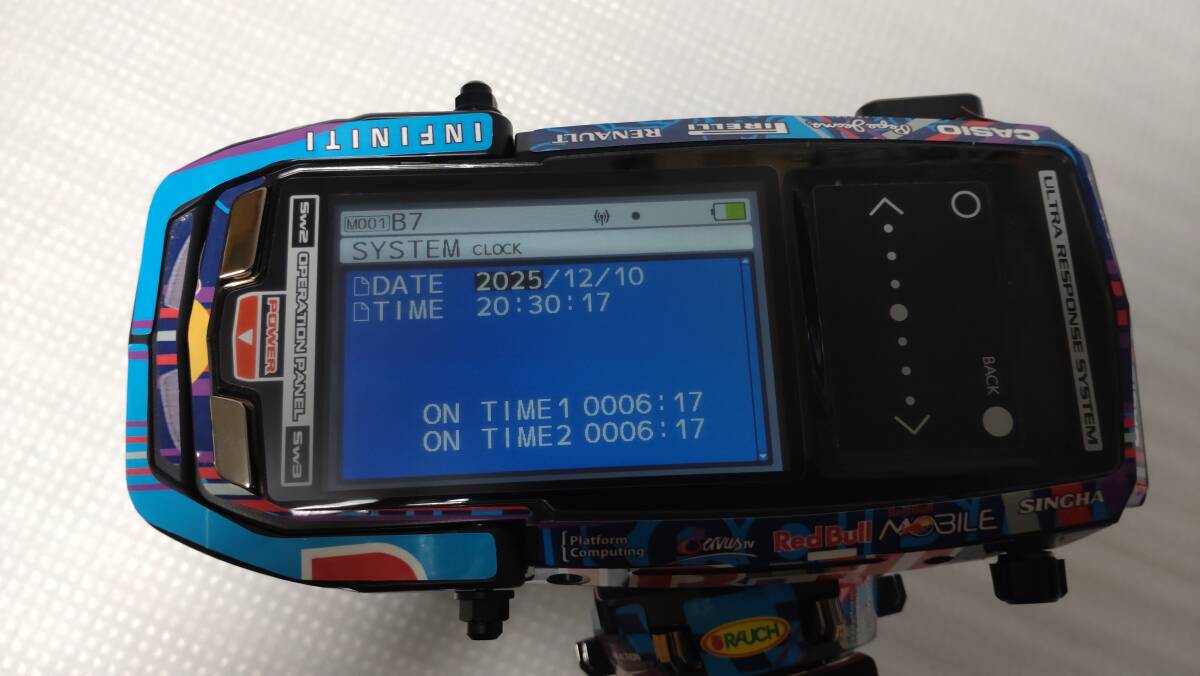 INFINITI
RENAULT
PIRELLI
Pepe Jeans
CASIO
SW2 OPERATION PANEL SW3
POWER
M001 B7
SYSTEM CLOCK
DATE 2025/12/10
TIME 20:30:17
ON TIME1 0006:17
ON TIME2 0006:17
BACK
ULTRA RESPONSE SYSTEM
Platform
Computing
Red Bull
MOBILE
SINGHA
RAUCH